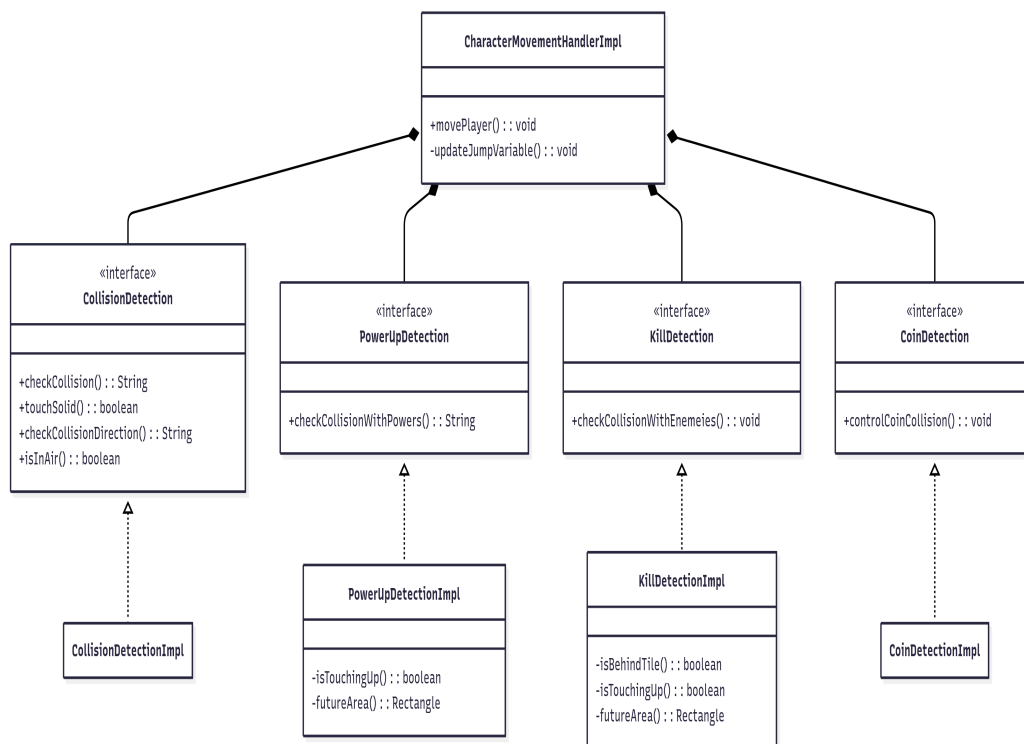 CharacterMovementHandlerImpl
+movePlayer() : : void
-updateJumpVariable() : : void
«interface»
CollisionDetection
+checkCollision() : : String
+touchSolid() : : boolean
+checkCollisionDirection() : : String
+isInAir() : : boolean
«interface»
PowerUpDetection
+checkCollisionWithPowers() : : String
«interface»
KillDetection
+checkCollisionWithEnemeies() : : void
«interface»
CoinDetection
+controlCoinCollision() : : void
CollisionDetectionImpl
PowerUpDetectionImpl
-isTouchingUp() : : boolean
-futureArea() : : Rectangle
KillDetectionImpl
-isBehindTile() : : boolean
-isTouchingUp() : : boolean
-futureArea() : : Rectangle
CoinDetectionImpl